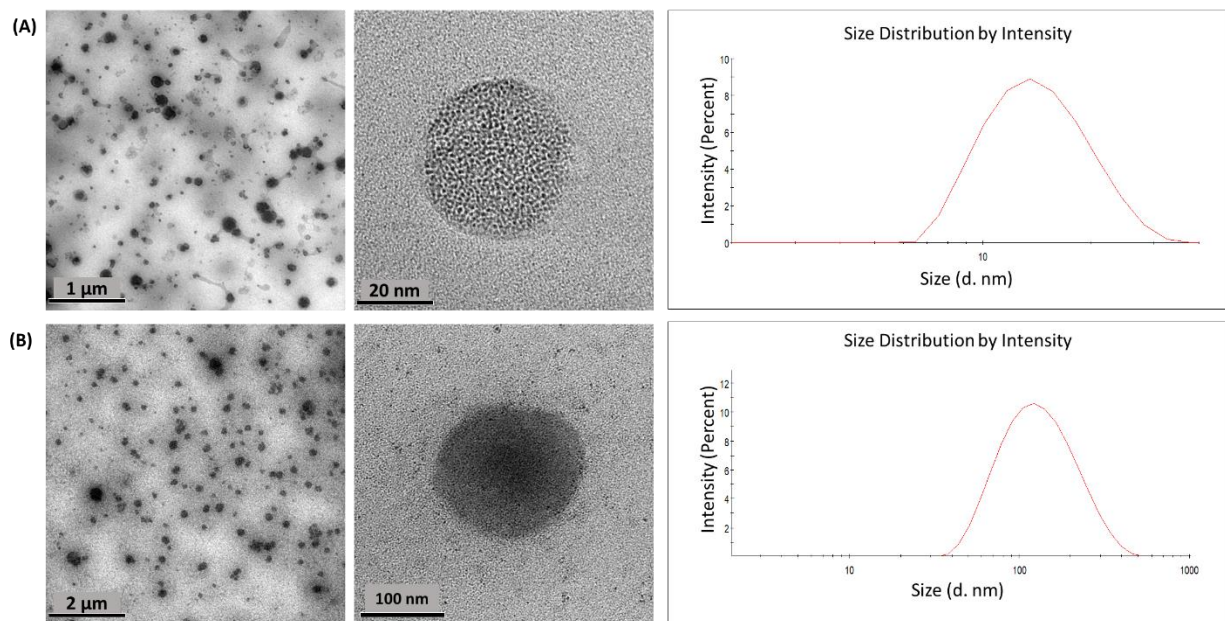 (A)
1 µm
20 nm
Size Distribution by Intensity
Intensity (Percent)
10
8
6
4
2
0
10
Size (d. nm)
(B)
2 µm
100 nm
Size Distribution by Intensity
Intensity (Percent)
12
10
8
6
4
2
10
100
1000
Size (d. nm)